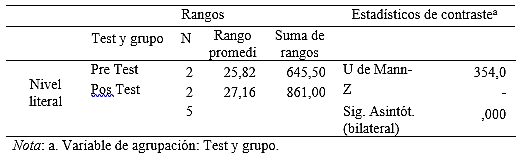 Rangos Estadísticos de contrasteª
Test y grupo N Rango promedi Suma de rangos
Nivel literal
Pre Test 2 25,82 645,50 U de Mann- 354,0
Pos Test 2 27,16 861,00 Z -
5 Sig. Asintót. (bilateral) ,000
Nota: a. Variable de agrupación: Test y grupo.